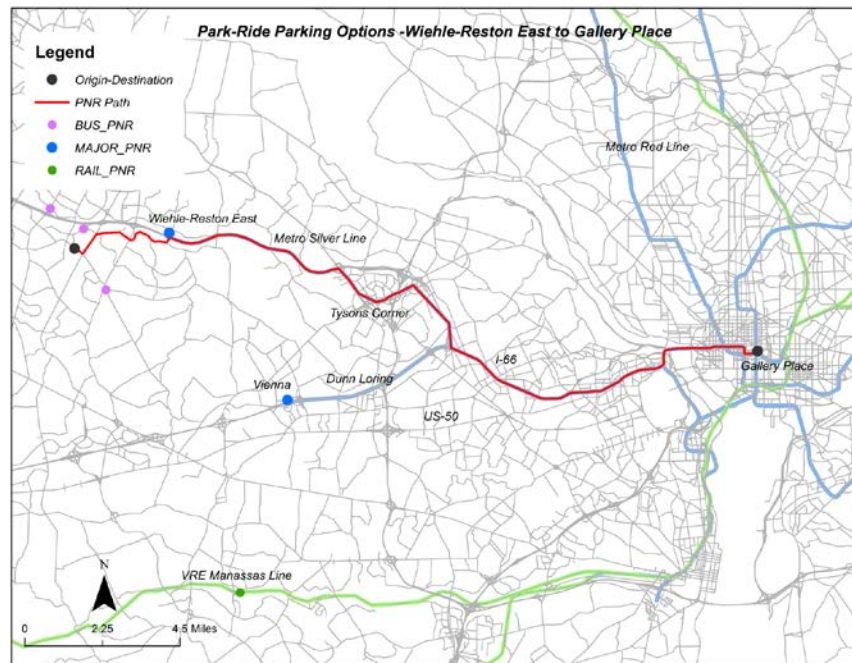 Park-Ride Parking Options -Wiehle-Reston East to Gallery Place
Legend
Origin-Destination
PNR Path
BUS_PNR
MAJOR_PNR
RAIL_PNR
Metro Red Line
Wiehle-Reston East
Metro Silver Line
Tysons Corner
I-66
Gallery Place
Vienna
Dunn Loring
US-50
VRE Manassas Line
N
0 2.25 4.5 Miles